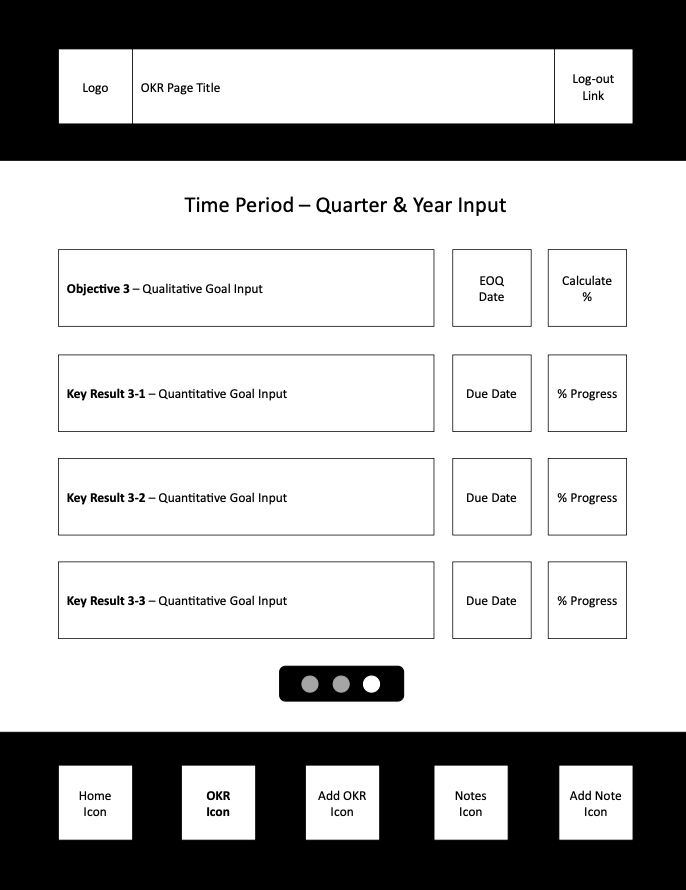 Logo
OKR Page Title
Log-out
Link
Time Period – Quarter & Year Input
Objective 3 – Qualitative Goal Input
EOQ
Date
Calculate
%
Key Result 3-1 – Quantitative Goal Input
Due Date
% Progress
Key Result 3-2 – Quantitative Goal Input
Due Date
% Progress
Key Result 3-3 – Quantitative Goal Input
Due Date
% Progress
Home
Icon
OKR
Icon
Add OKR
Icon
Notes
Icon
Add Note
Icon